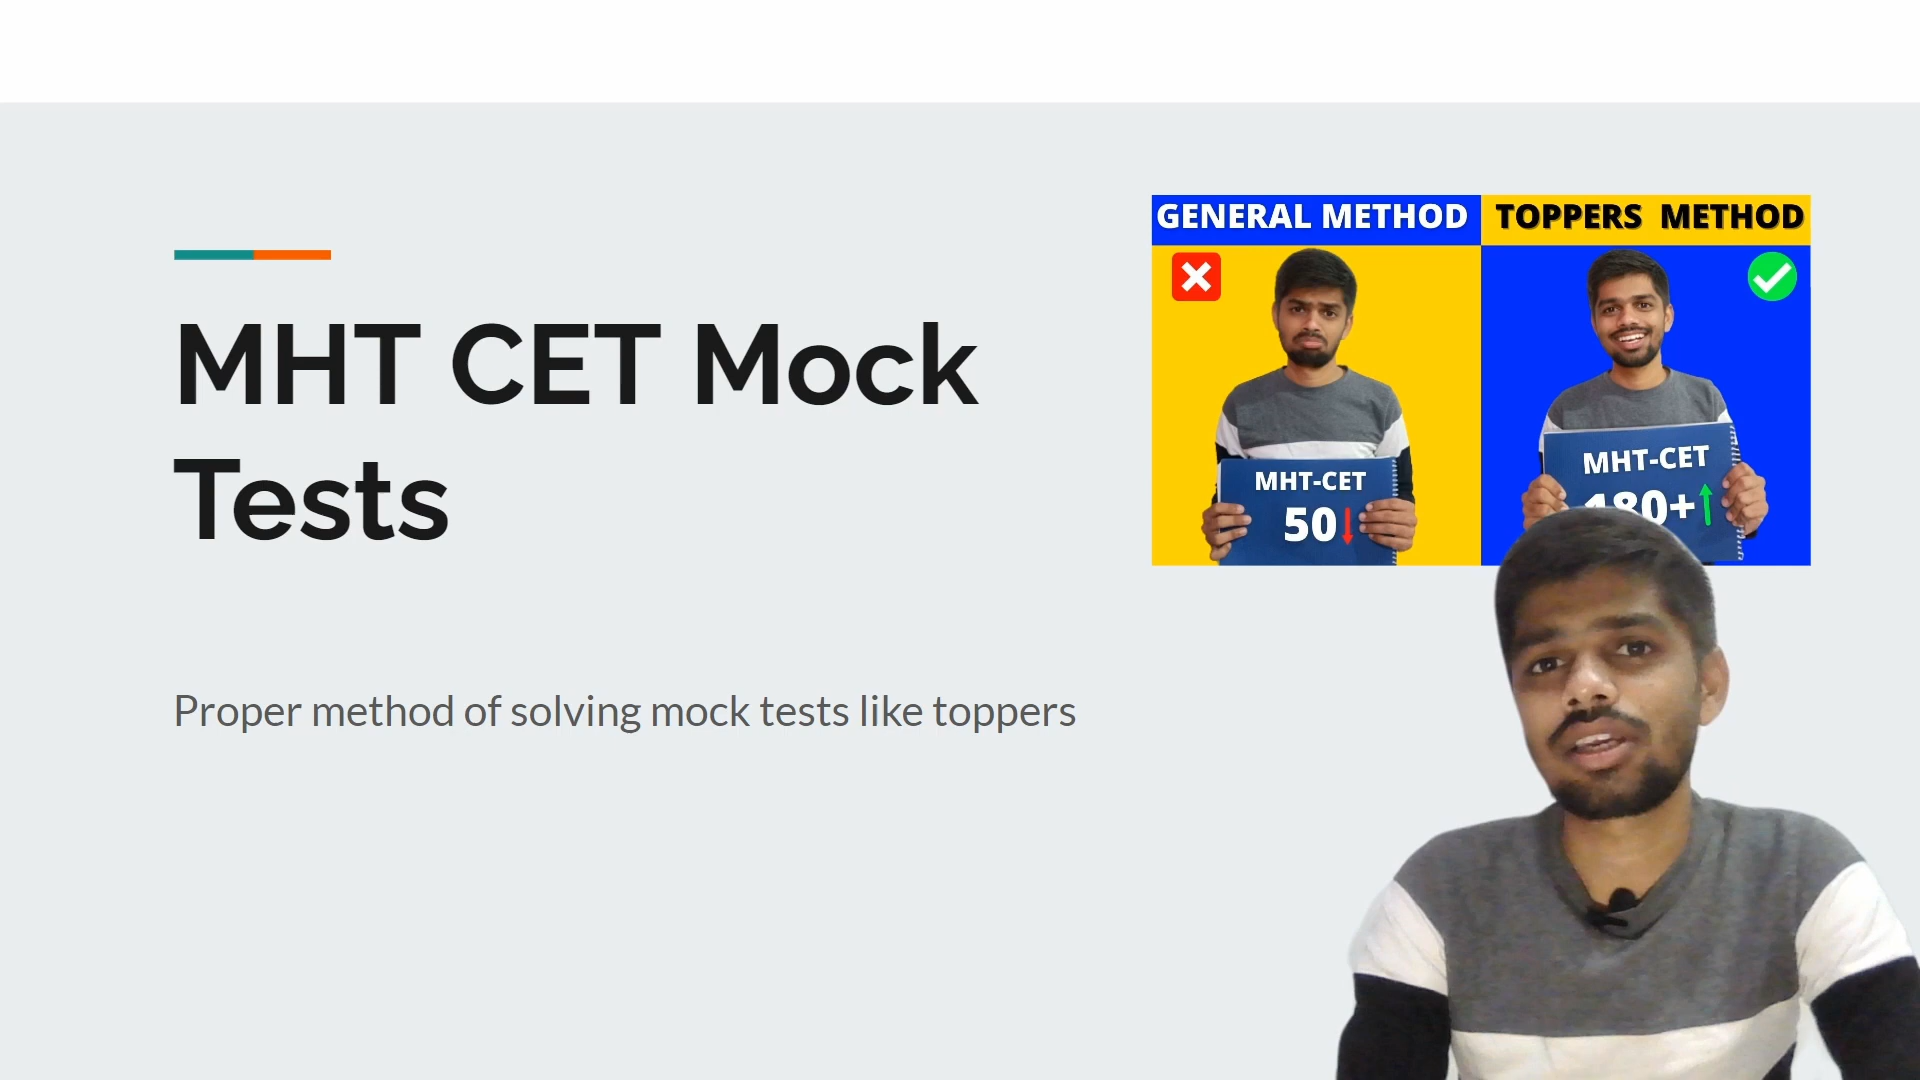 MHT CET Mock
Tests
Proper method of solving mock tests like toppers
GENERAL METHOD
TOPPERS METHOD
MHT-CET
50
MHT-CET
180+